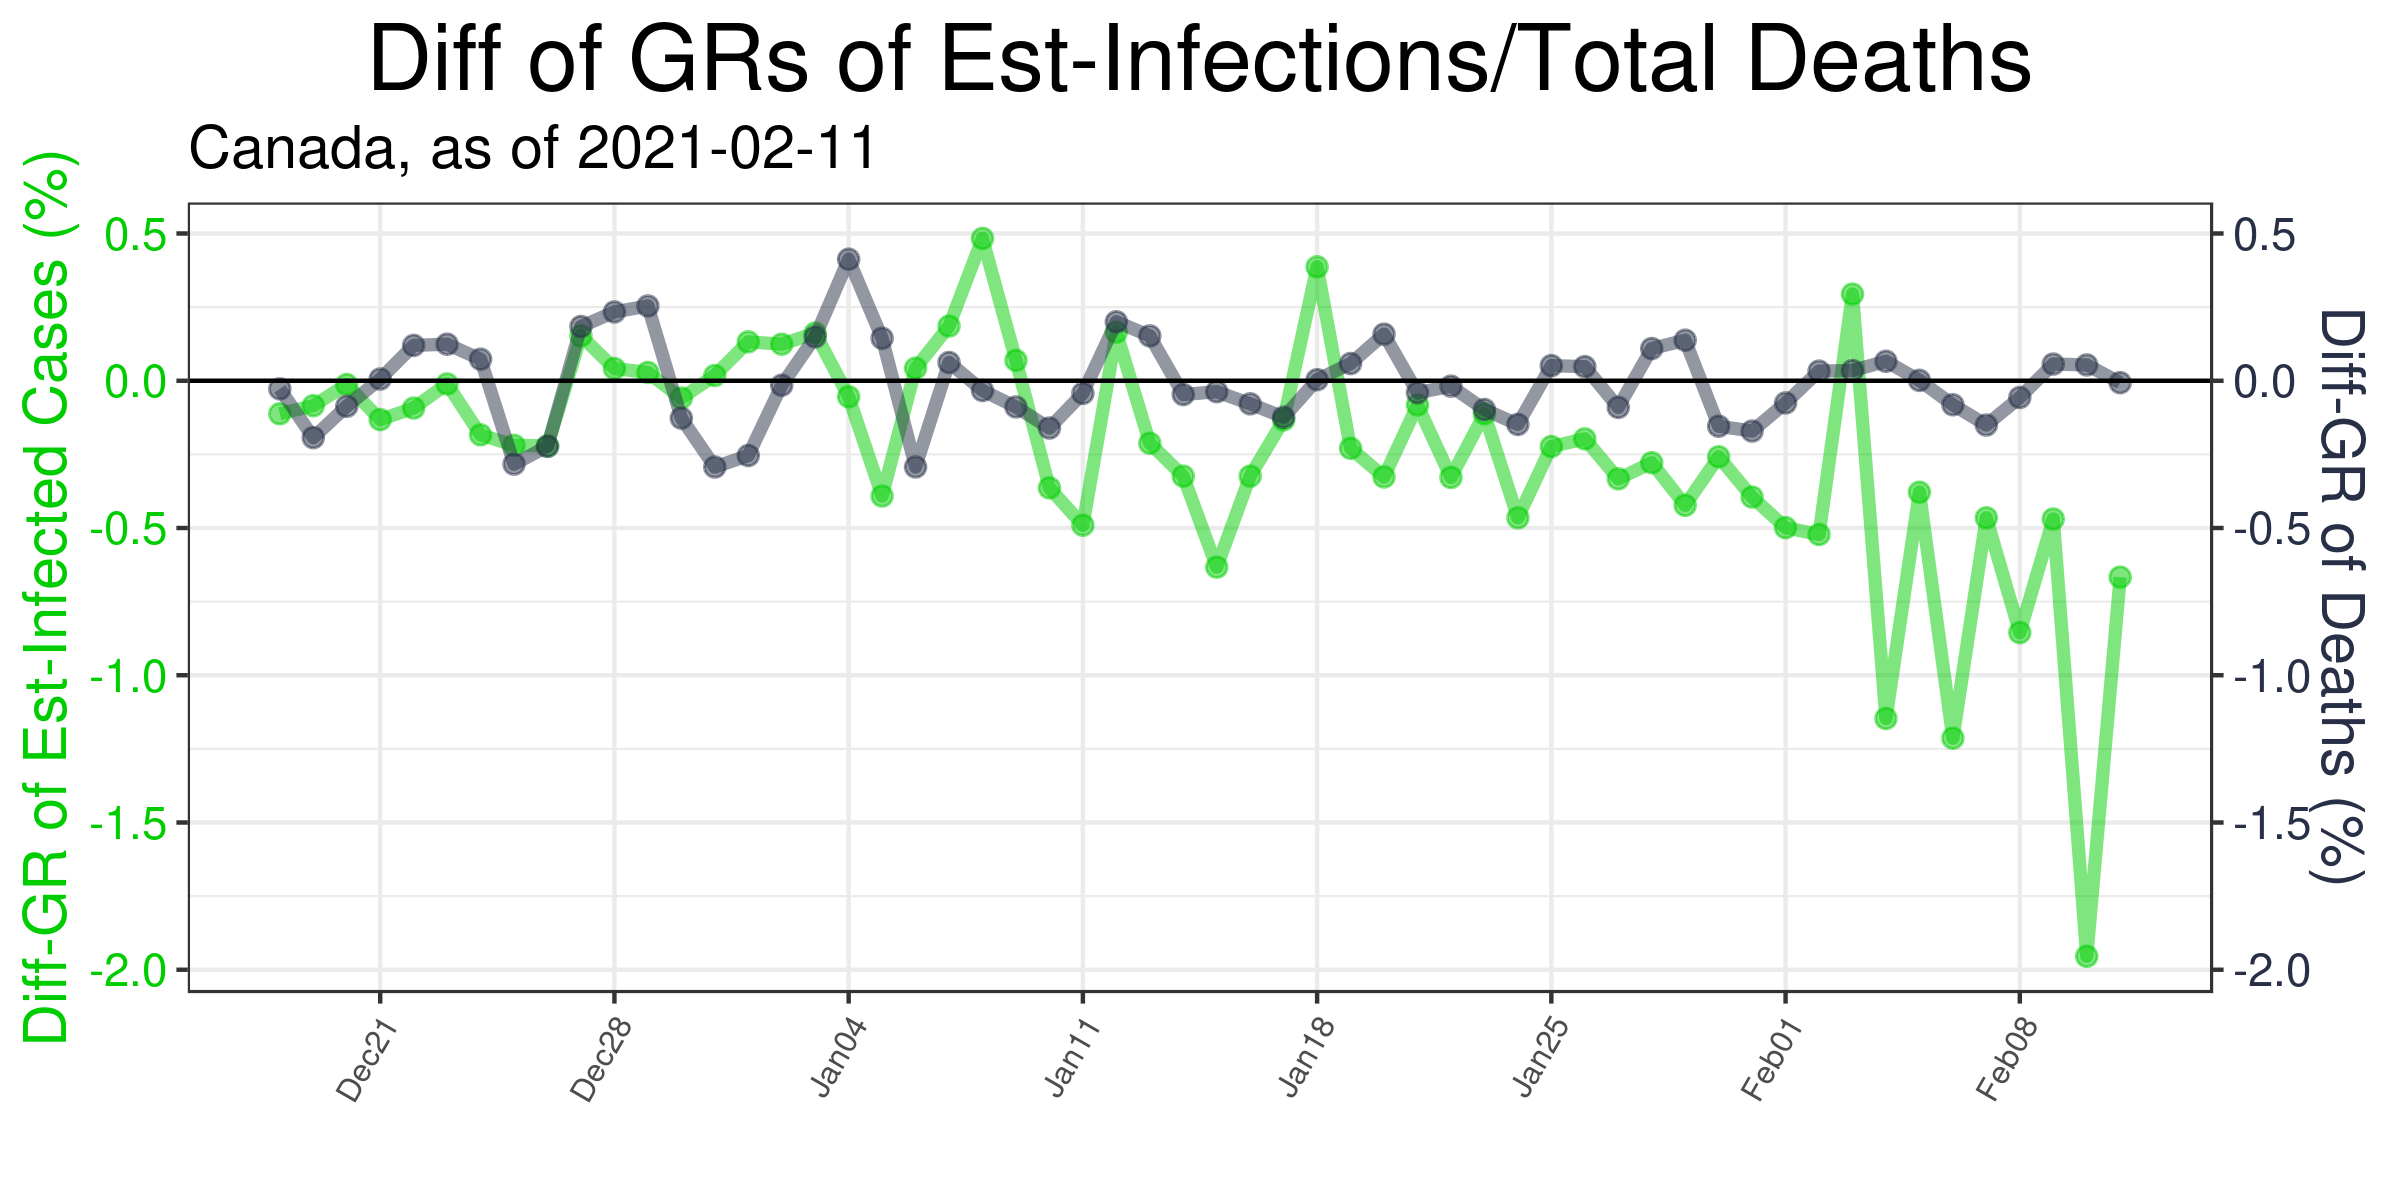 Diff of GRs of Est-Infections/Total Deaths
Canada, as of 2021-02-11
Diff-GR of Est-Infected Cases (%)
0.5
0.0
-0.5
-1.0
-1.5
-2.0
0.5
0.0
-0.5
-1.0
-1.5
-2.0
Diff-GR of Deaths (%)
Dec21
Dec28
Jan04
Jan11
Jan18
Jan25
Feb01
Feb08